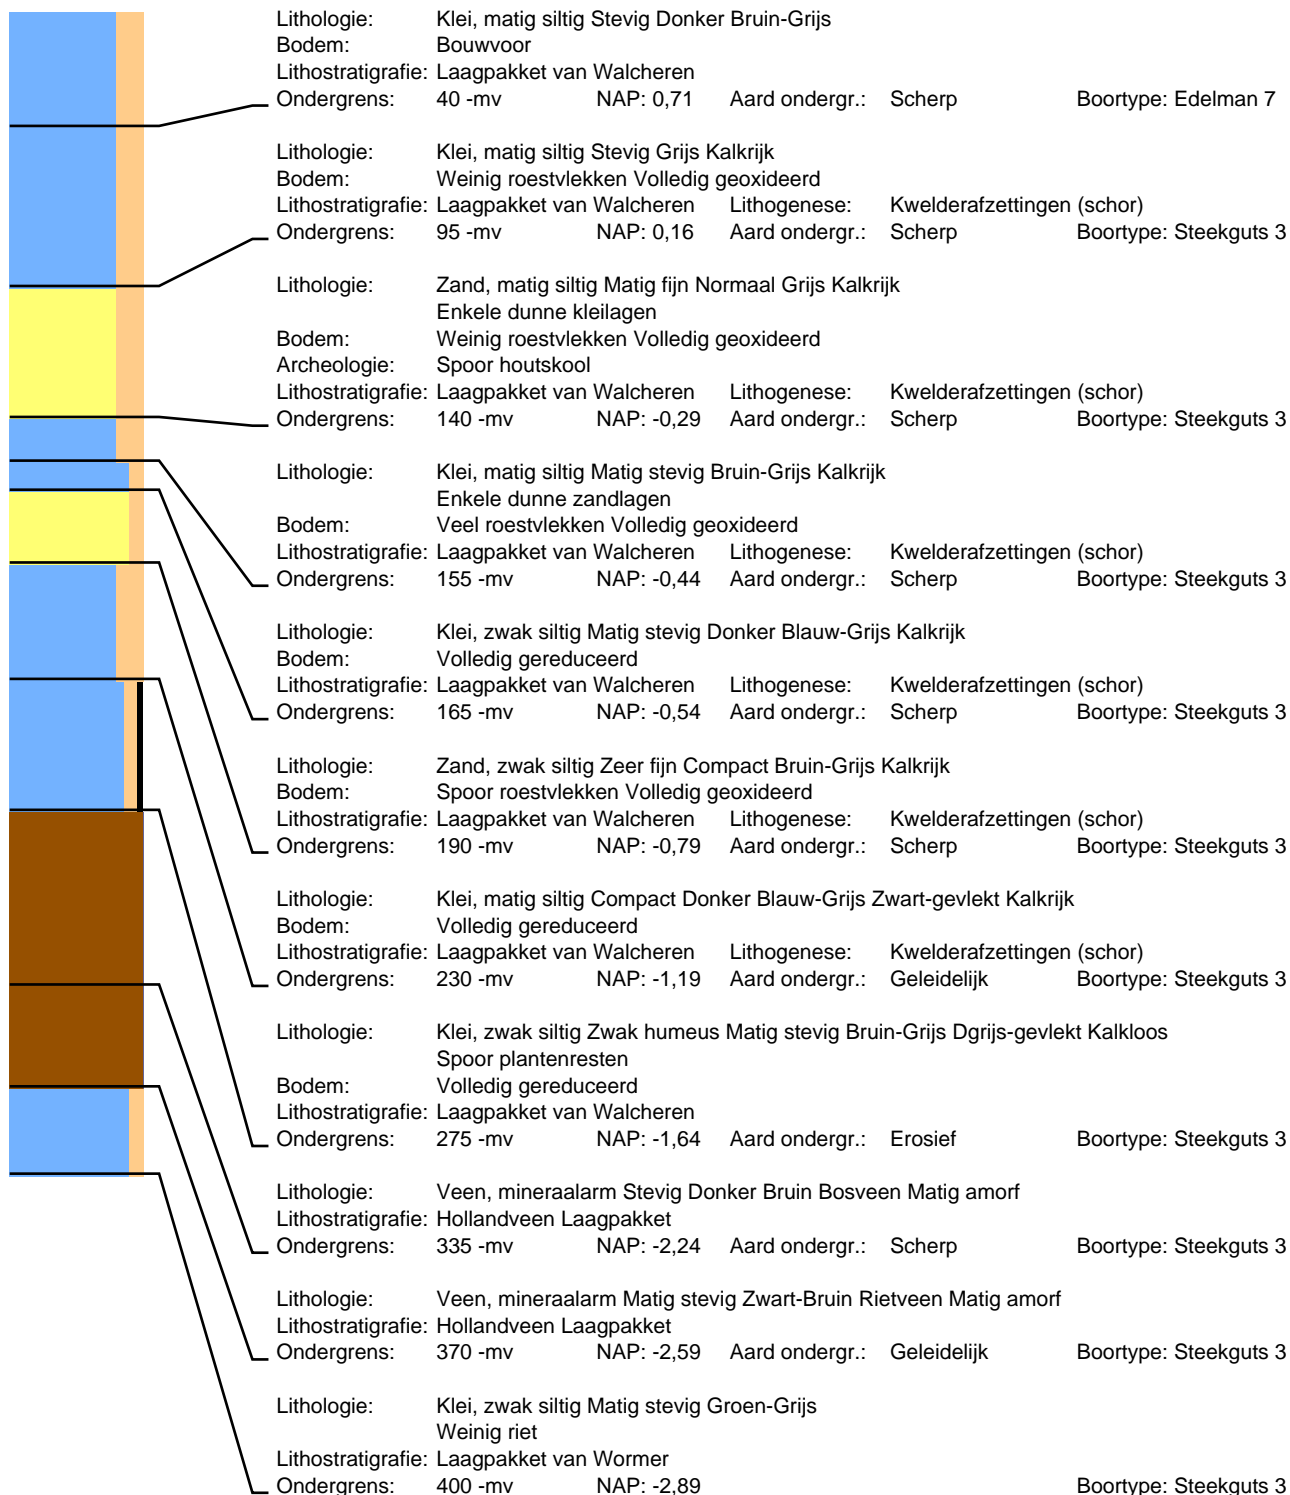 Lithologie: Klei, matig siltig Stevig Donker Bruin-Grijs
Bodem: Bouwvoor
Lithostratigrafie: Laagpakket van Walcheren
Ondergrens: 40 -mv NAP: 0,71 Aard ondergr.: Scherp Boortype: Edelman 7
Lithologie: Klei, matig siltig Stevig Grijs Kalkrijk
Bodem: Weinig roestvlekken Volledig geoxideerd
Lithostratigrafie: Laagpakket van Walcheren Lithogenese: Kwelderafzettingen (schor)
Ondergrens: 95 -mv NAP: 0,16 Aard ondergr.: Scherp Boortype: Steekguts 3
Lithologie: Zand, matig siltig Matig fijn Normaal Grijs Kalkrijk
Enkele dunne kleilagen
Bodem: Weinig roestvlekken Volledig geoxideerd
Archeologie: Spoor houtskool
Lithostratigrafie: Laagpakket van Walcheren Lithogenese: Kwelderafzettingen (schor)
Ondergrens: 140 -mv NAP: -0,29 Aard ondergr.: Scherp Boortype: Steekguts 3
Lithologie: Klei, matig siltig Matig stevig Bruin-Grijs Kalkrijk
Enkele dunne zandlagen
Bodem: Veel roestvlekken Volledig geoxideerd
Lithostratigrafie: Laagpakket van Walcheren Lithogenese: Kwelderafzettingen (schor)
Ondergrens: 155 -mv NAP: -0,44 Aard ondergr.: Scherp Boortype: Steekguts 3
Lithologie: Klei, zwak siltig Matig stevig Donker Blauw-Grijs Kalkrijk
Bodem: Volledig gereduceerd
Lithostratigrafie: Laagpakket van Walcheren Lithogenese: Kwelderafzettingen (schor)
Ondergrens: 165 -mv NAP: -0,54 Aard ondergr.: Scherp Boortype: Steekguts 3
Lithologie: Zand, zwak siltig Zeer fijn Compact Bruin-Grijs Kalkrijk
Bodem: Spoor roestvlekken Volledig geoxideerd
Lithostratigrafie: Laagpakket van Walcheren Lithogenese: Kwelderafzettingen (schor)
Ondergrens: 190 -mv NAP: -0,79 Aard ondergr.: Scherp Boortype: Steekguts 3
Lithologie: Klei, matig siltig Compact Donker Blauw-Grijs Zwart-gevlekt Kalkrijk
Bodem: Volledig gereduceerd
Lithostratigrafie: Laagpakket van Walcheren Lithogenese: Kwelderafzettingen (schor)
Ondergrens: 230 -mv NAP: -1,19 Aard ondergr.: Geleidelijk Boortype: Steekguts 3
Lithologie: Klei, zwak siltig Zwak humeus Matig stevig Bruin-Grijs Dgrijs-gevlekt Kalkloos
Spoor plantenresten
Bodem: Volledig gereduceerd
Lithostratigrafie: Laagpakket van Walcheren
Ondergrens: 275 -mv NAP: -1,64 Aard ondergr.: Erosief Boortype: Steekguts 3
Lithologie: Veen, mineraalarm Stevig Donker Bruin Bosveen Matig amorf
Lithostratigrafie: Hollandveen Laagpakket
Ondergrens: 335 -mv NAP: -2,24 Aard ondergr.: Scherp Boortype: Steekguts 3
Lithologie: Veen, mineraalarm Matig stevig Zwart-Bruin Rietveen Matig amorf
Lithostratigrafie: Hollandveen Laagpakket
Ondergrens: 370 -mv NAP: -2,59 Aard ondergr.: Geleidelijk Boortype: Steekguts 3
Lithologie: Klei, zwak siltig Matig stevig Groen-Grijs
Weinig riet
Lithostratigrafie: Laagpakket van Wormer
Ondergrens: 400 -mv NAP: -2,89 Boortype: Steekguts 3